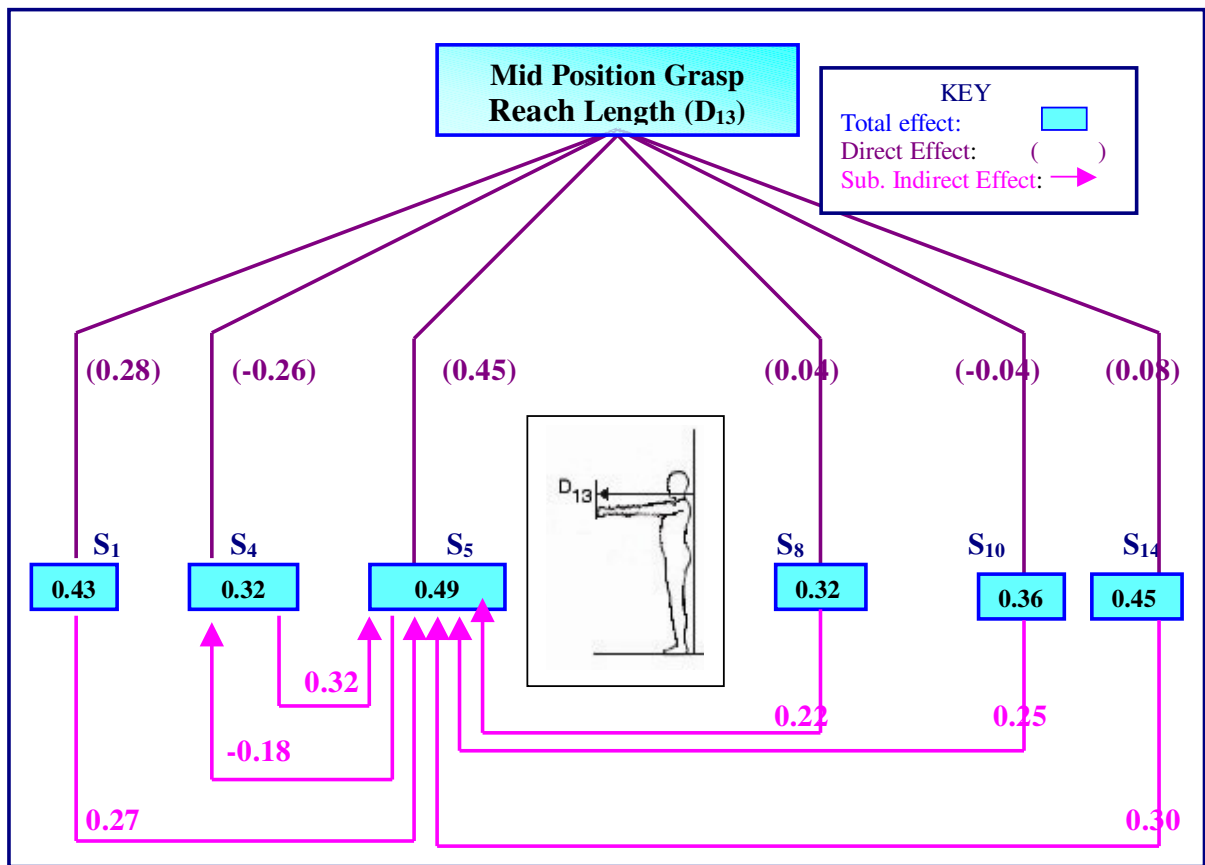 Mid Position Grasp
Reach Length (D₁₃)
KEY
Total effect:
Direct Effect: ( )
Sub. Indirect Effect:
(0.28) (-0.26) (0.45) (0.04) (-0.04) (0.08)
D₁₃
S₁ S₄ S₅ S₈ S₁₀ S₁₄
0.43 0.32 0.49 0.32 0.36 0.45
0.32
0.22 0.25
-0.18
0.27 0.30